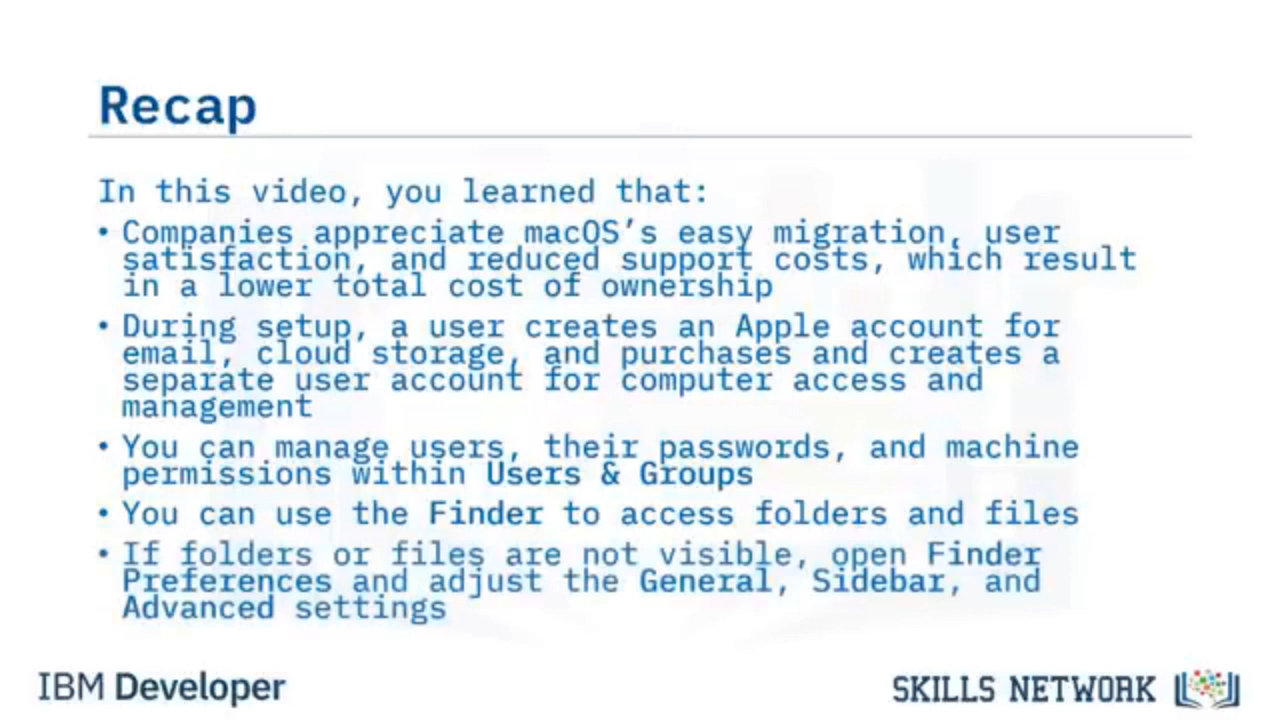 Recap
In this video, you learned that:
• Companies appreciate macOS’s easy migration, user
satisfaction, and reduced support costs, which result
in a lower total cost of ownership
• During setup, a user creates an Apple account for
email, cloud storage, and purchases and creates a
separate user account for computer access and
management
• You can manage users, their passwords, and machine
permissions within Users & Groups
• You can use the Finder to access folders and files
• If folders or files are not visible, open Finder
Preferences and adjust the General, Sidebar, and
Advanced settings
IBM Developer
SKILLS NETWORK